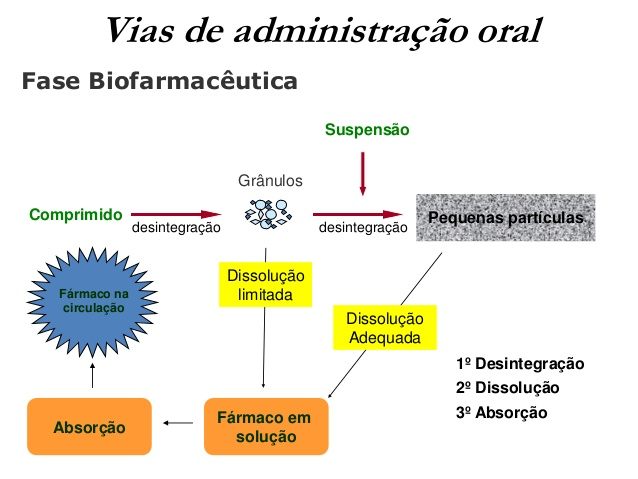 Vias de administração oral
Fase Biofarmacêutica
Suspensão
Grânulos
Comprimido
desintegração
desintegração
Pequenas partículas
Dissolução
limitada
Fármaco na
circulação
Dissolução
Adequada
1º Desintegração
2º Dissolução
3º Absorção
Absorção
Fármaco em
solução